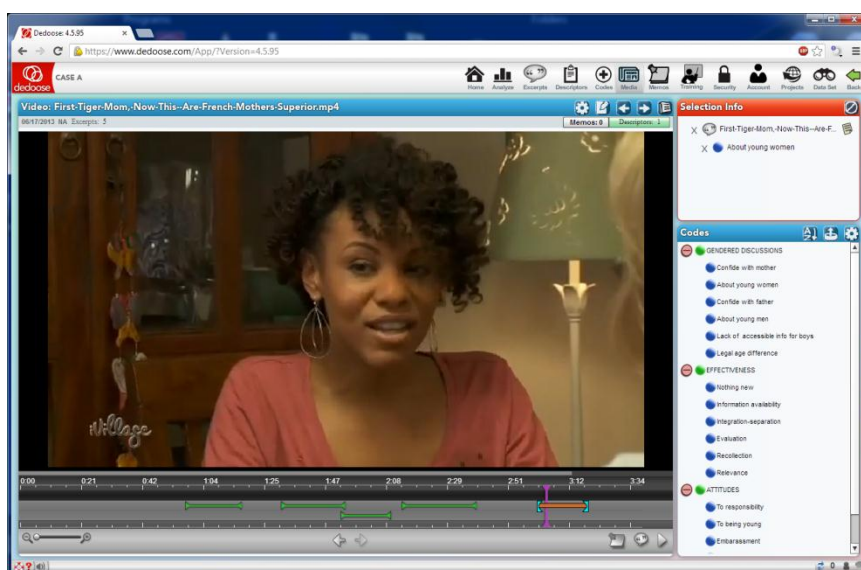 Dedoose: 4.5.95
https://www.dedoose.com/App/?Version=4.5.95
dedoose
CASE A
Home Analyze Excerpts Descriptors Codes Media Memos Training Security Account Projects Data Set Back
Video: First-Tiger-Mom,-Now-This--Are-French-Mothers-Superior.mp4
06/17/2013 NA Excerpts: 5
Memos: 0 Descriptors: 1
iVillage
0:00 0:21 0:42 1:04 1:25 1:47 2:08 2:29 2:51 3:12 3:34
Selection Info
X First-Tiger-Mom,-Now-This--Are-F...
X About young women
Codes
GENDERED DISCUSSIONS
Confide with mother
About young women
Confide with father
About young men
Lack of accessible info for boys
Legal age difference
EFFECTIVENESS
Nothing new
Information availability
Integration-separation
Evaluation
Recollection
Relevance
ATTITUDES
To responsibility
To being young
Embarassment
0